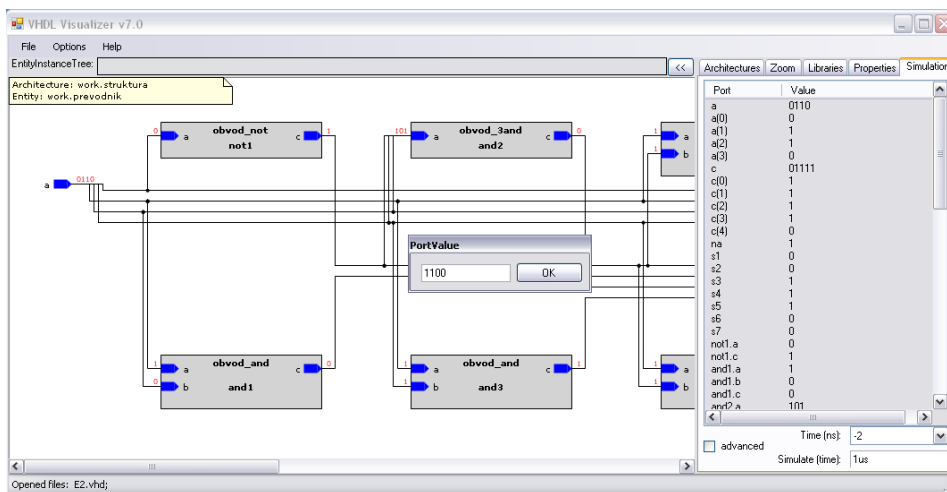 VHDL Visualizer v7.0
File Options Help
EntityInstanceTree: <<
Architecture: work.struktura
Entity: work.prevodnik
Architectures Zoom Libraries Properties Simulation
Port Value
a 0110
a(0) 0
a(1) 1
a(2) 1
a(3) 0
c 01111
c(0) 1
c(1) 1
c(2) 1
c(3) 1
c(4) 0
na 1
s1 0
s2 0
s3 1
s4 1
s5 1
s6 0
s7 0
not1.a 0
not1.c 1
and1.a 1
and1.b 0
and1.c 0
and2.a 101
0 a obvod_not c 1
not1
101 a obvod_3and c 0
and2
1 a
1 b
a 0110
PortValue
1100 OK
1 a obvod_and c 0
0 b and1
1 a obvod_and c 1
1 b and3
1 a
1 b
advanced
Time (ns): -2
Simulate (time): 1us
Opened files: E2.vhd;